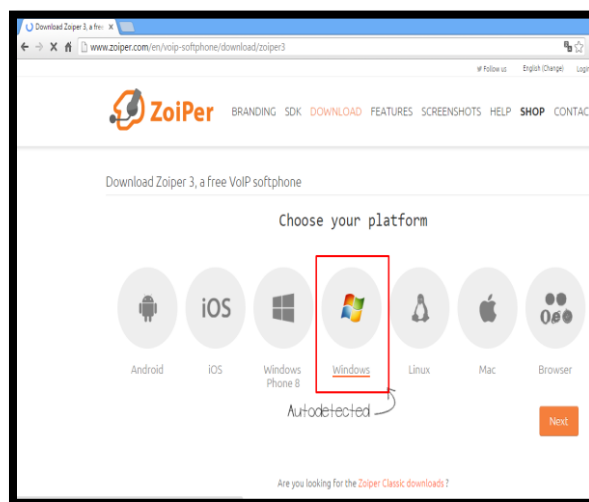 Download Zoiper 3, a free
www.zoiper.com/en/voip-softphone/download/zoiper3
Follow us English (Change) Login
ZoiPer BRANDING SDK DOWNLOAD FEATURES SCREENSHOTS HELP SHOP CONTAC
Download Zoiper 3, a free VoIP softphone
Choose your platform
iOS
Android iOS Windows Phone 8 Windows Linux Mac Browser
Autodetected
Next
Are you looking for the Zoiper Classic downloads ?